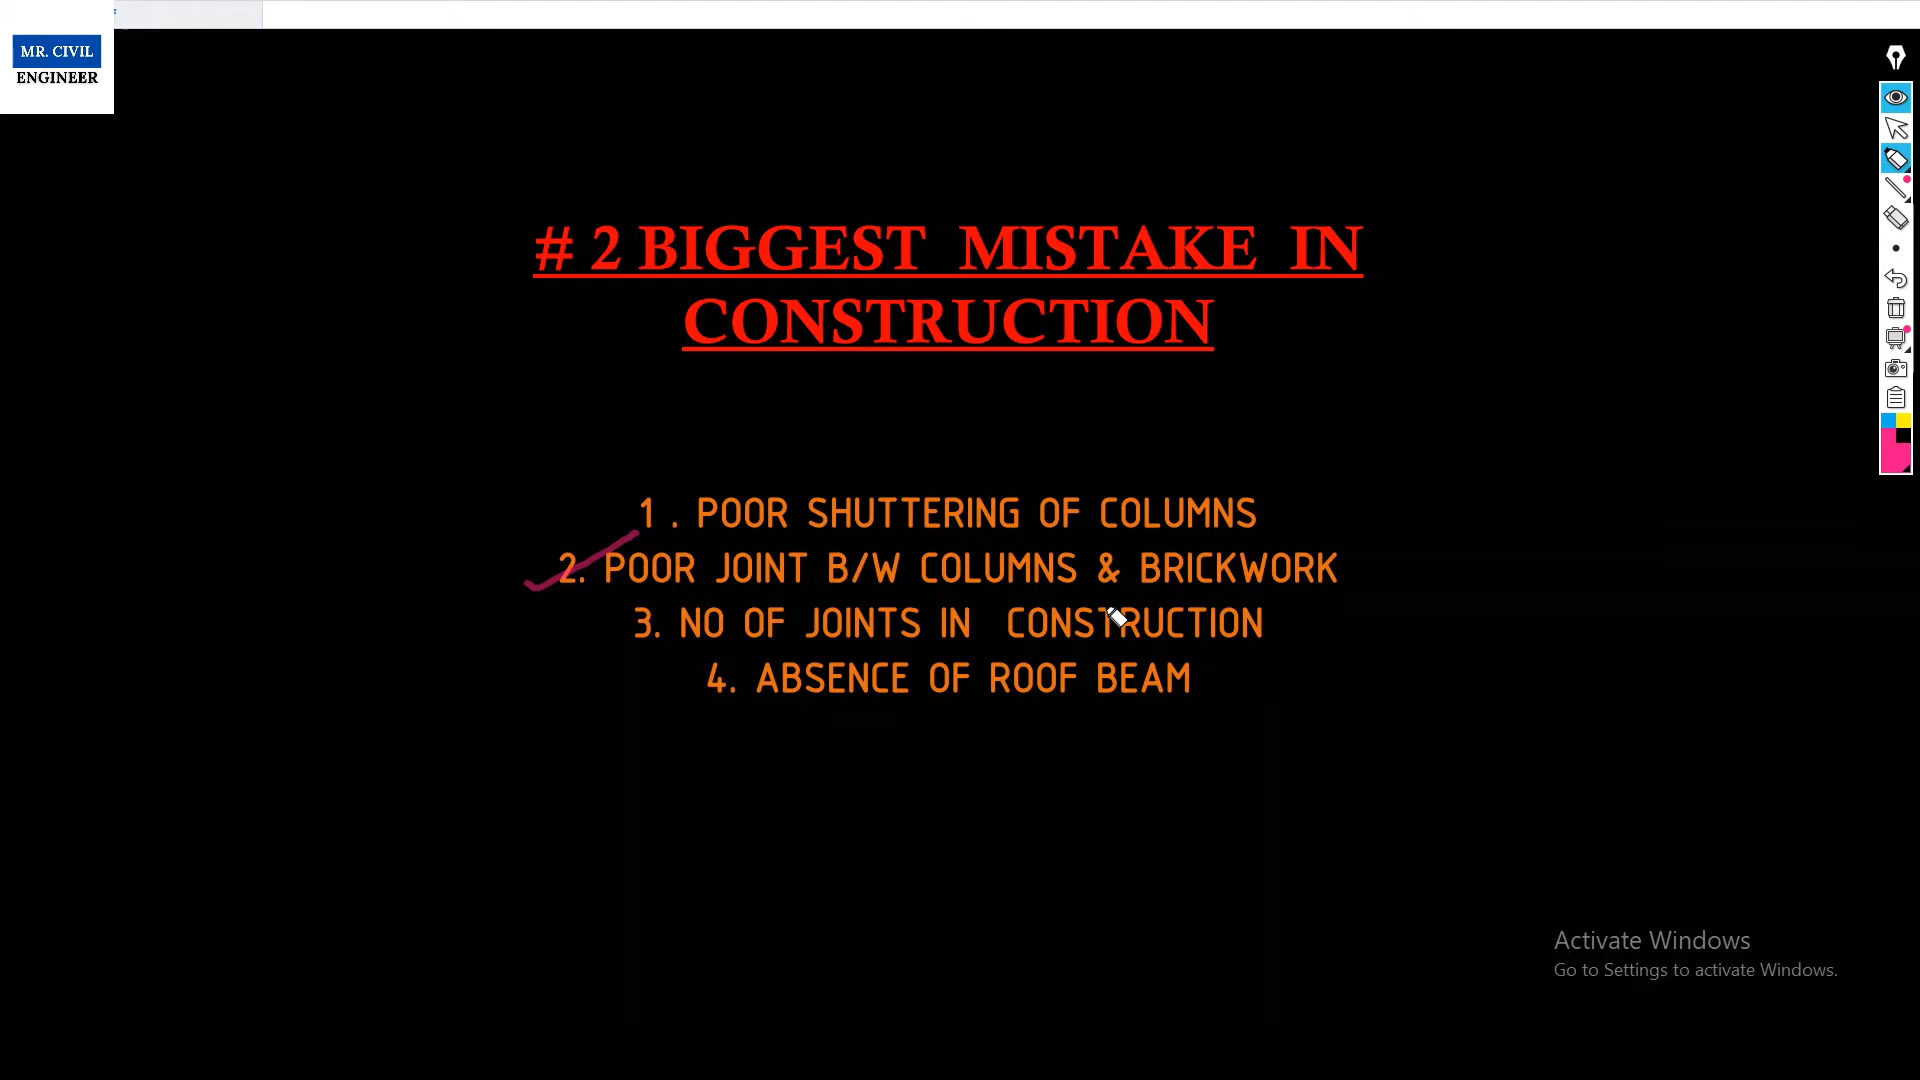 MR. CIVIL
ENGINEER
# 2 BIGGEST MISTAKE IN
CONSTRUCTION
1 . POOR SHUTTERING OF COLUMNS
2. POOR JOINT B/W COLUMNS & BRICKWORK
3. NO OF JOINTS IN CONSTRUCTION
4. ABSENCE OF ROOF BEAM
Activate Windows
Go to Settings to activate Windows.